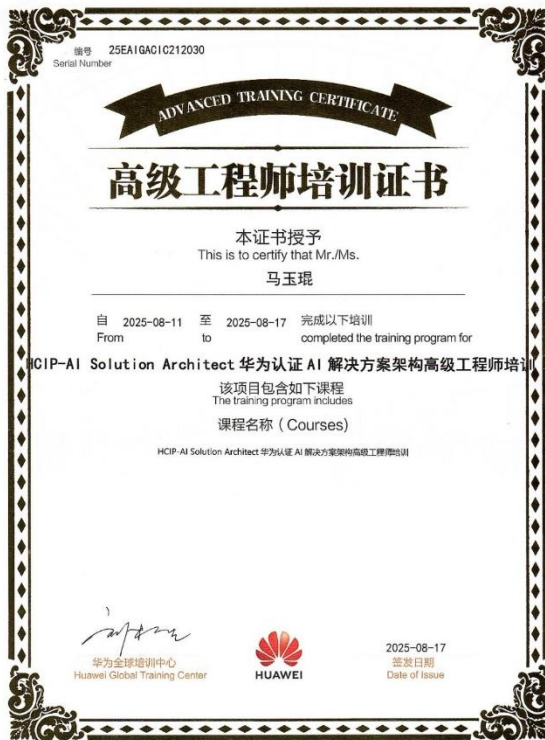 编号 25EAIGACIC212030
Serial Number
ADVANCED TRAINING CERTIFICATE
高级工程师培训证书
本证书授予
This is to certify that Mr./Ms.
马玉琨
自 2025-08-11 至 2025-08-17 完成以下培训
From to completed the training program for
HCIP-AI Solution Architect 华为认证 AI 解决方案架构高级工程师培训
该项目包含如下课程
The training program includes
课程名称 ( Courses)
HCIP-AI Solution Architect 华为认证 AI 解决方案架构高级工程师培训
华为全球培训中心
Huawei Global Training Center
HUAWEI
2025-08-17
签发日期
Date of Issue